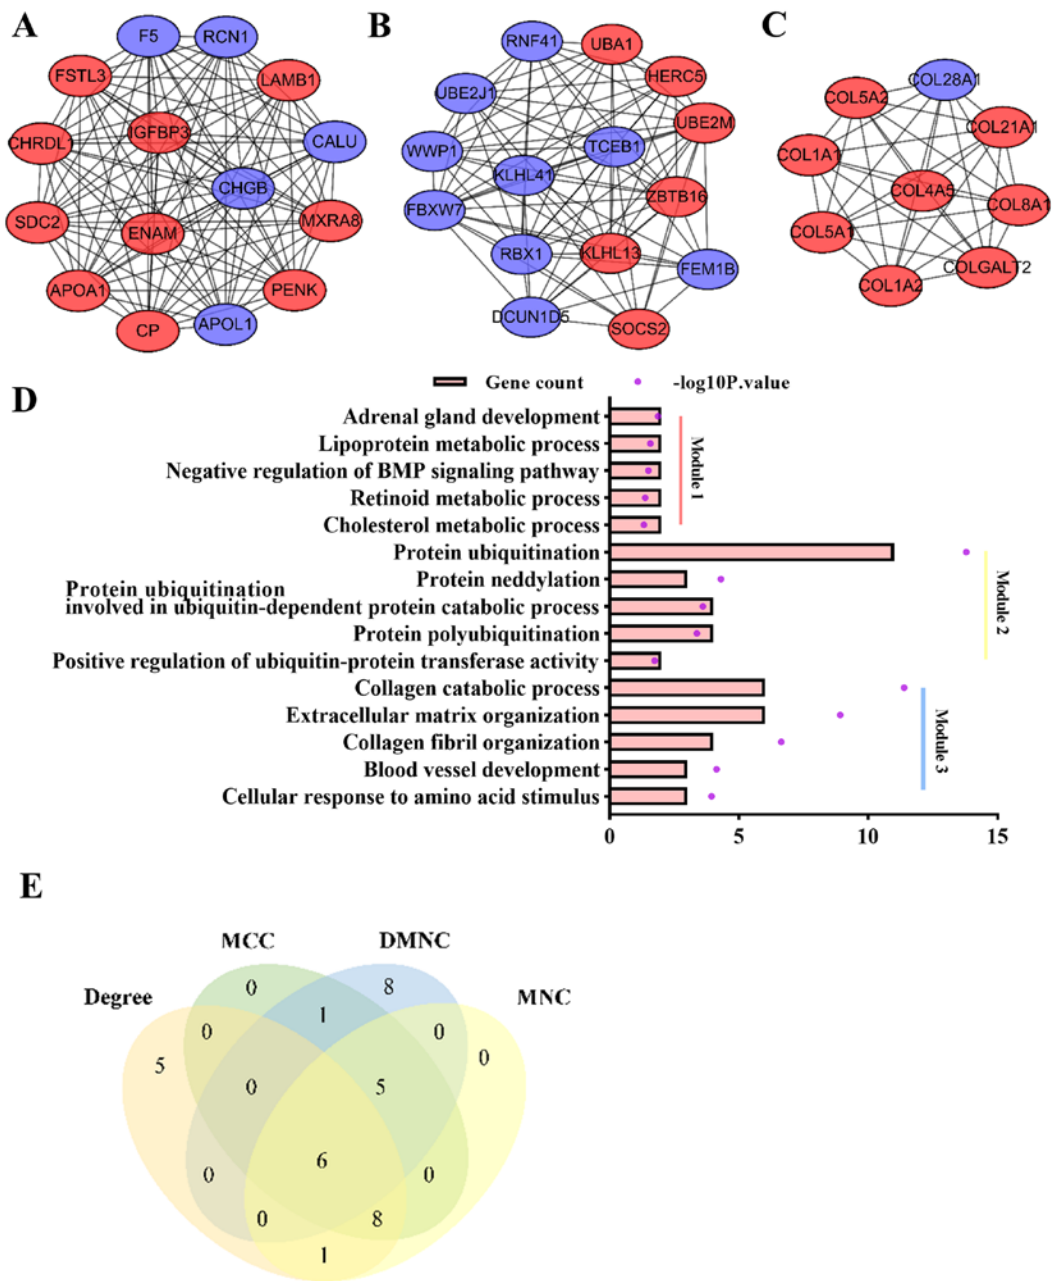 A
F5
RCN1
FSTL3
LAMB1
IGFBP3
CHRDL1
CALU
CHGB
SDC2
MXRA8
ENAM
APOA1
PENK
CP
APOL1
B
RNF41
UBA1
HERC5
UBE2J1
UBE2M
WWP1
TCEB1
KLHL41
ZBTB16
FBXW7
RBX1
KLHL13
FEM1B
DCUN1D5
SOCS2
C
COL28A1
COL5A2
COL21A1
COL1A1
COL4A5
COL8A1
COL5A1
COLGALT2
COL1A2
D
Gene count
-log10P.value
Adrenal gland development
Lipoprotein metabolic process
Negative regulation of BMP signaling pathway
Retinoid metabolic process
Cholesterol metabolic process
Protein ubiquitination
Protein neddylation
Protein ubiquitination
involved in ubiquitin-dependent protein catabolic process
Protein polyubiquitination
Positive regulation of ubiquitin-protein transferase activity
Collagen catabolic process
Extracellular matrix organization
Collagen fibril organization
Blood vessel development
Cellular response to amino acid stimulus
Module 1
Module 2
Module 3
0 5 10 15
E
MCC DMNC
Degree MNC
0 8
1
0 0
5 0
0 5
6
0 0
0 8
1